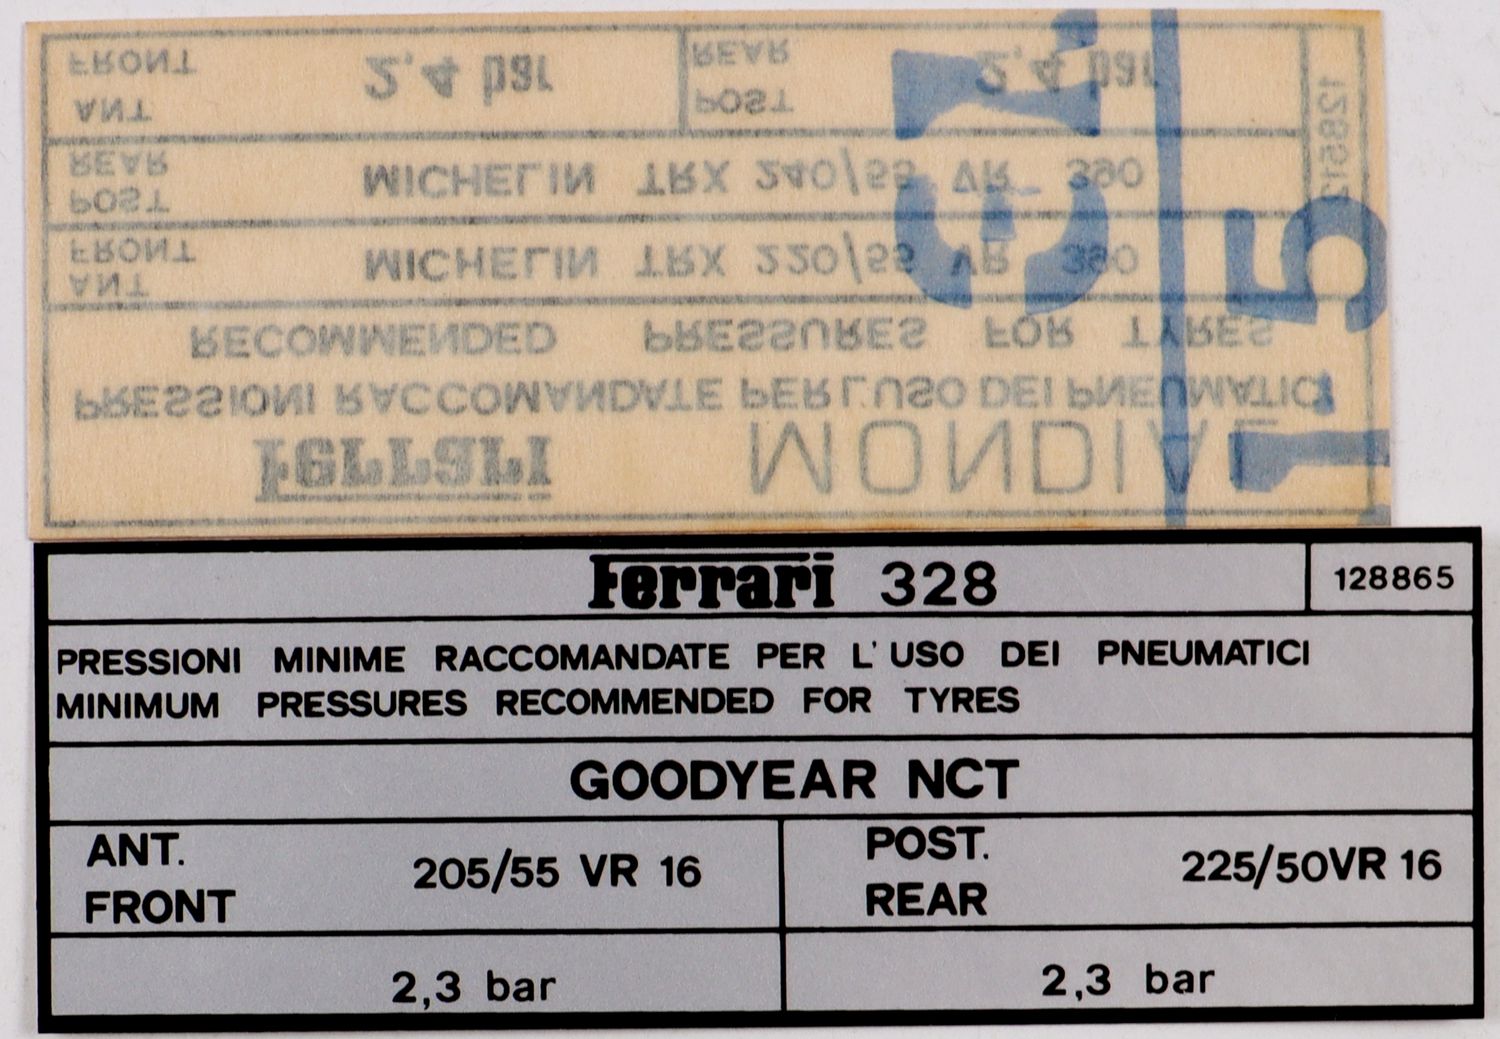 Ferrari MONDIAL
PRESSIONI RACCOMANDATE PER L'USO DEI PNEUMATICI
RECOMMENDED PRESSURES FOR TYRES
ANT
FRONT
MICHELIN TRX 220/55 VR 390
POST
REAR
MICHELIN TRX 240/55 VR 390
ANT
FRONT
2,4 bar
POST
REAR
2,4 bar
Ferrari 328
128865
PRESSIONI MINIME RACCOMANDATE PER L'USO DEI PNEUMATICI
MINIMUM PRESSURES RECOMMENDED FOR TYRES
GOODYEAR NCT
ANT.
FRONT
205/55 VR 16
POST.
REAR
225/50VR 16
2,3 bar
2,3 bar